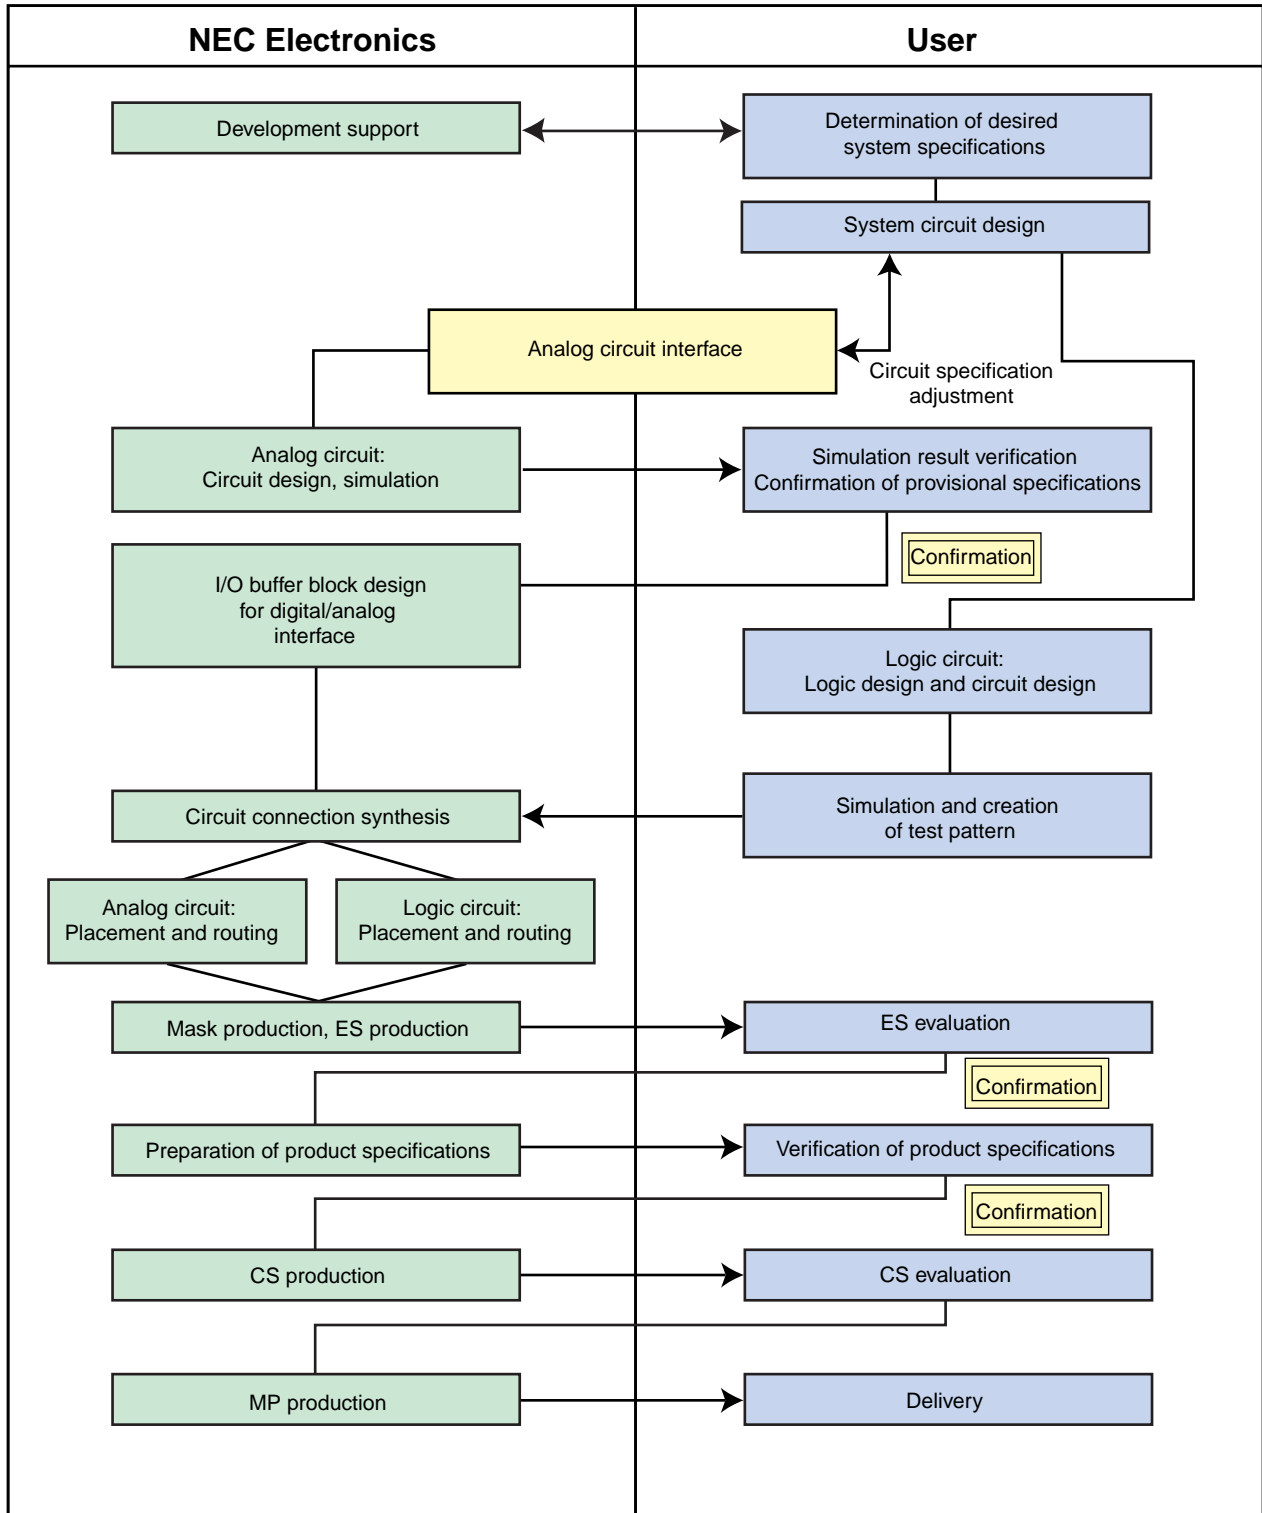 NEC Electronics
User
Development support
Determination of desired
system specifications
System circuit design
Analog circuit interface
Circuit specification
adjustment
Analog circuit:
Circuit design, simulation
Simulation result verification
Confirmation of provisional specifications
Confirmation
I/O buffer block design
for digital/analog
interface
Logic circuit:
Logic design and circuit design
Circuit connection synthesis
Simulation and creation
of test pattern
Analog circuit:
Placement and routing
Logic circuit:
Placement and routing
Mask production, ES production
ES evaluation
Confirmation
Preparation of product specifications
Verification of product specifications
Confirmation
CS production
CS evaluation
MP production
Delivery